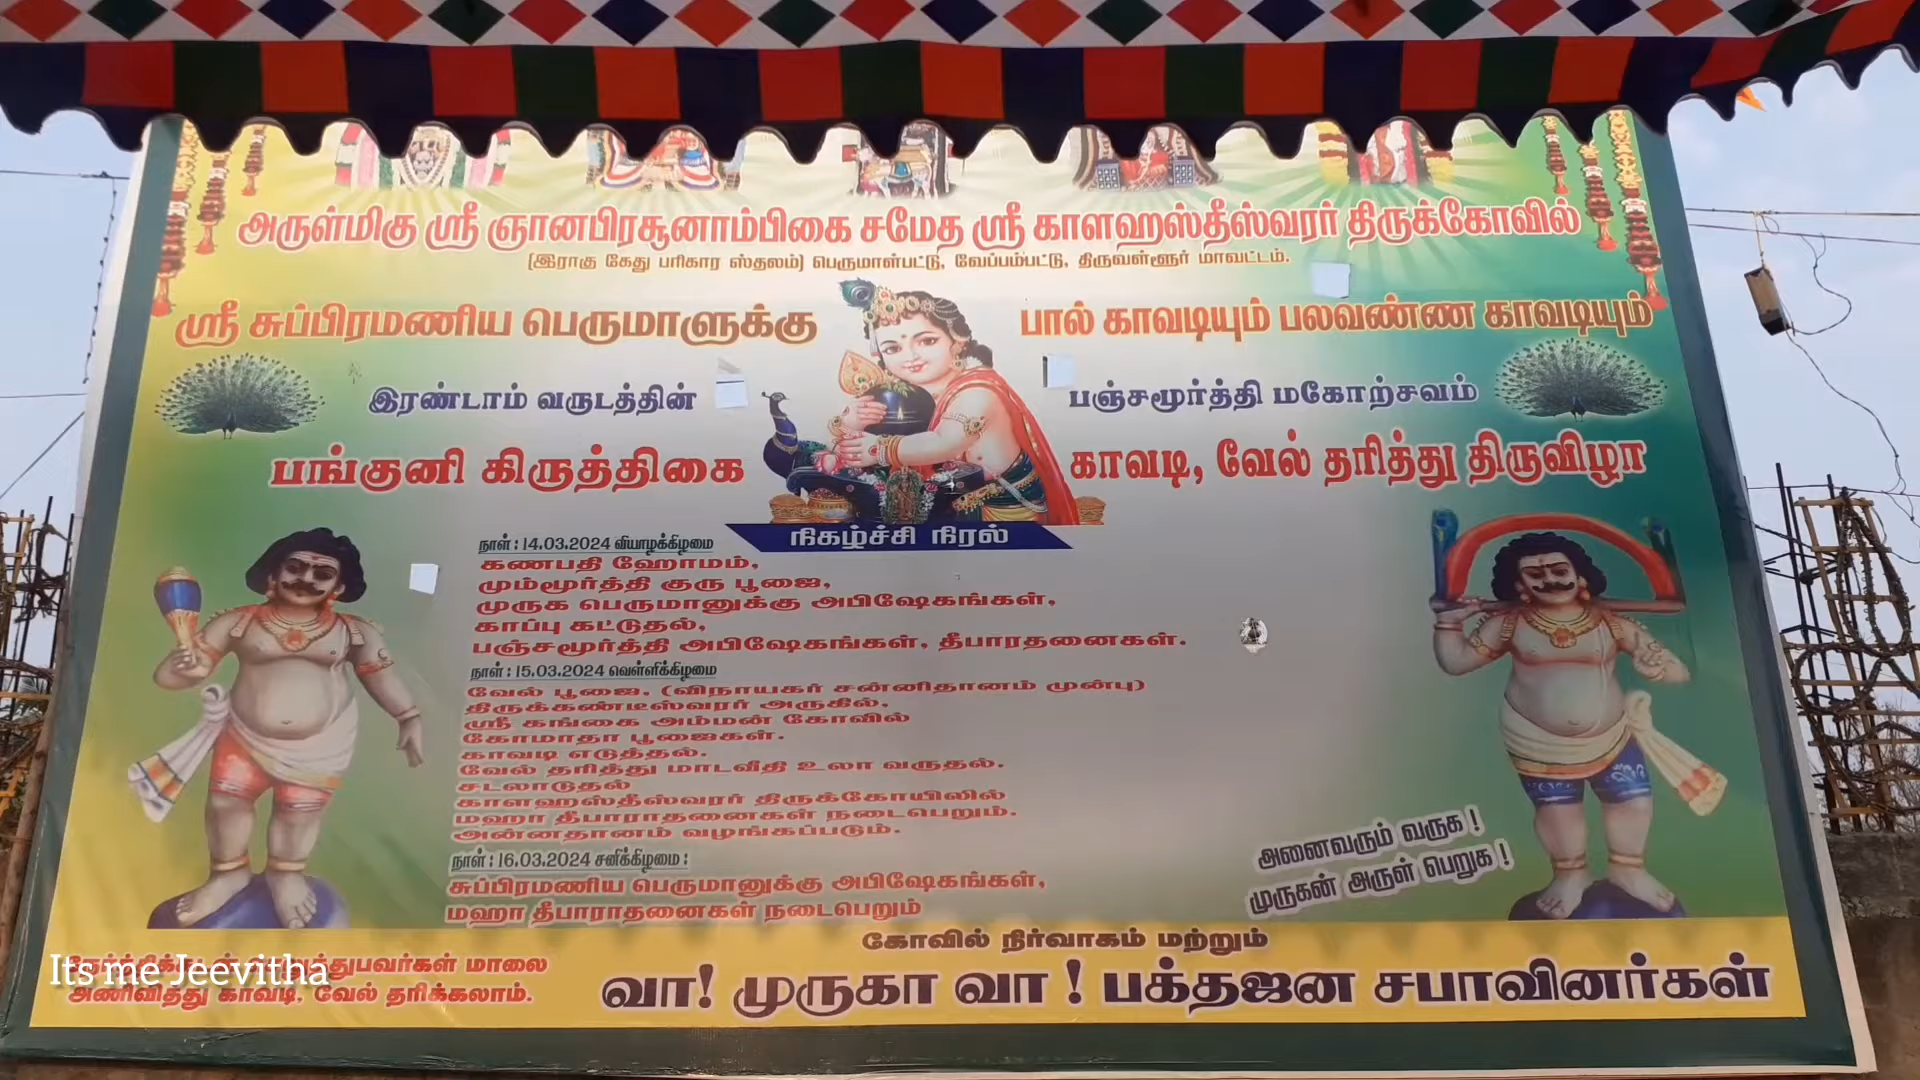 அருள்மிகு ஸ்ரீ ஞானபிரசூனாம்பிகை சமேத ஸ்ரீ காளஹஸ்தீஸ்வரர் திருக்கோவில்
(இராகு கேது பரிகார ஸ்தலம்) பெருமாள்பட்டு, வேப்பம்பட்டு, திருவள்ளூர் மாவட்டம்.
ஸ்ரீ சுப்பிரமணிய பெருமாளுக்கு பால் காவடியும் பலவண்ண காவடியும்
இரண்டாம் வருடத்தின் பஞ்சமூர்த்தி மகோற்சவம்
பங்குனி கிருத்திகை காவடி, வேல் தரித்து திருவிழா
நிகழ்ச்சி நிரல்
நாள் : 14.03.2024 வியாழக்கிழமை
கணபதி ஹோமம்,
மும்மூர்த்தி குரு பூஜை,
முருக பெருமானுக்கு அபிஷேகங்கள்,
காப்பு கட்டுதல்,
பஞ்சமூர்த்தி அபிஷேகங்கள், தீபாரதனைகள்.
நாள் : 15.03.2024 வெள்ளிக்கிழமை
வேல் பூஜை, (விநாயகர் சன்னிதானம் முன்பு)
திருக்கண்டீஸ்வரர் அருகில்,
ஸ்ரீ கங்கை அம்மன் கோவில்
கோமாதா பூஜைகள்.
காவடி எடுத்தல்.
வேல் தரித்து மாடவீதி உலா வருதல்.
சடலாடுதல்
காளஹஸ்தீஸ்வரர் திருக்கோயிலில்
மஹா தீபாராதனைகள் நடைபெறும்.
அன்னதானம் வழங்கப்படும்.
நாள் : 16.03.2024 சனிக்கிழமை :
சுப்பிரமணிய பெருமானுக்கு அபிஷேகங்கள்,
மஹா தீபாராதனைகள் நடைபெறும்
அனைவரும் வருக !
முருகன் அருள் பெறுக !
கோவில் நிர்வாகம் மற்றும்
வா! முருகா வா ! பக்தஜன சபாவினர்கள்
மாலை
அணிவித்து காவடி, வேல் தரிக்கலாம்.
Its me Jeevitha